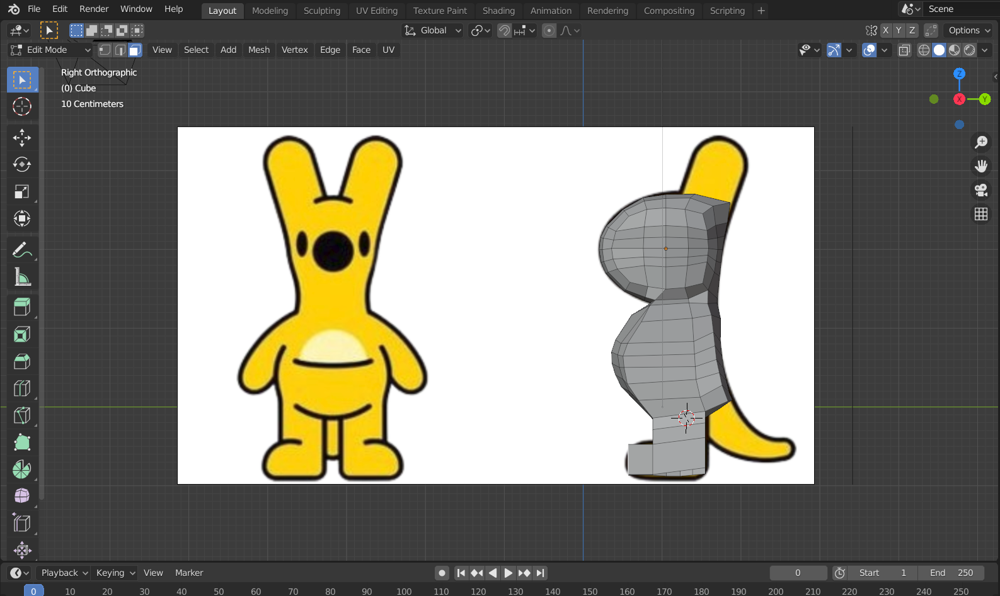 File Edit Render Window Help Layout Modeling Sculpting UV Editing Texture Paint Shading Animation Rendering Compositing Scripting + Scene
Global X Y Z Options
Edit Mode View Select Add Mesh Vertex Edge Face UV
Right Orthographic
(0) Cube
10 Centimeters
Z
X Y
Playback Keying View Marker 0 Start 1 End 250
0 10 20 30 40 50 60 70 80 90 100 110 120 130 140 150 160 170 180 190 200 210 220 230 240 250